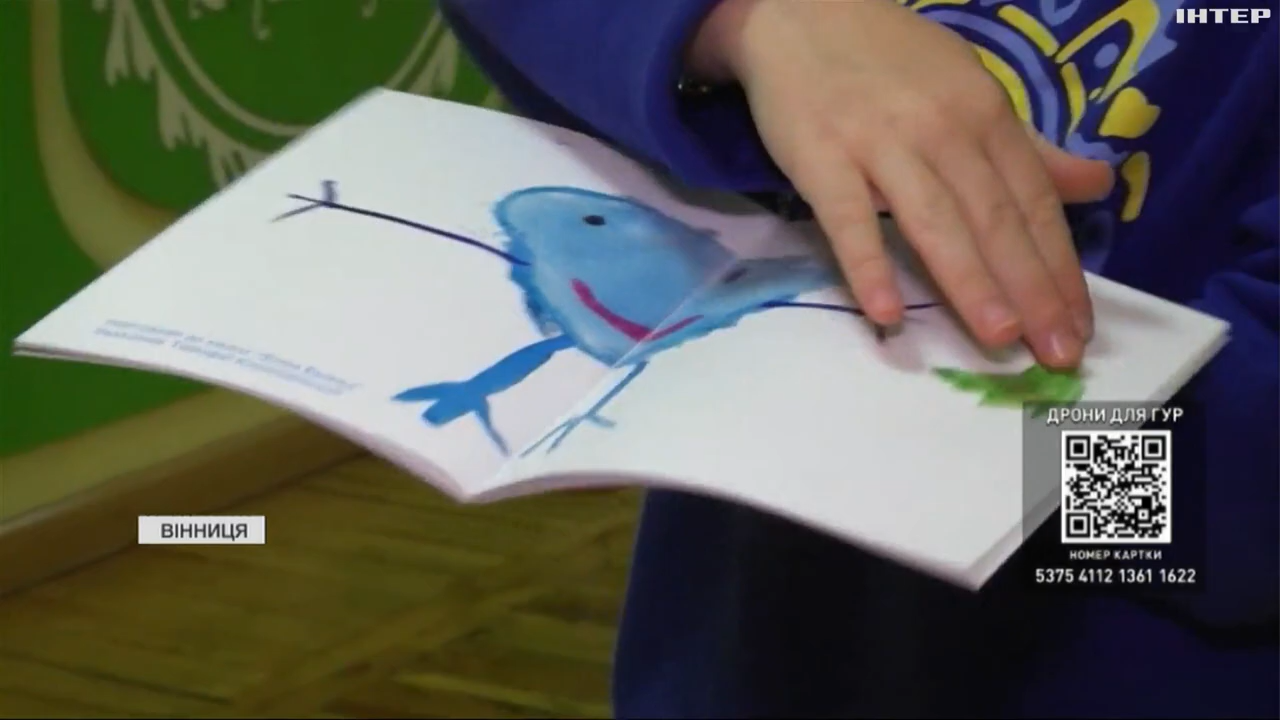 ІНТЕР
ДРОНИ ДЛЯ ГУР
ВІННИЦЯ
НОМЕР КАРТКИ
5375 4112 1361 1622